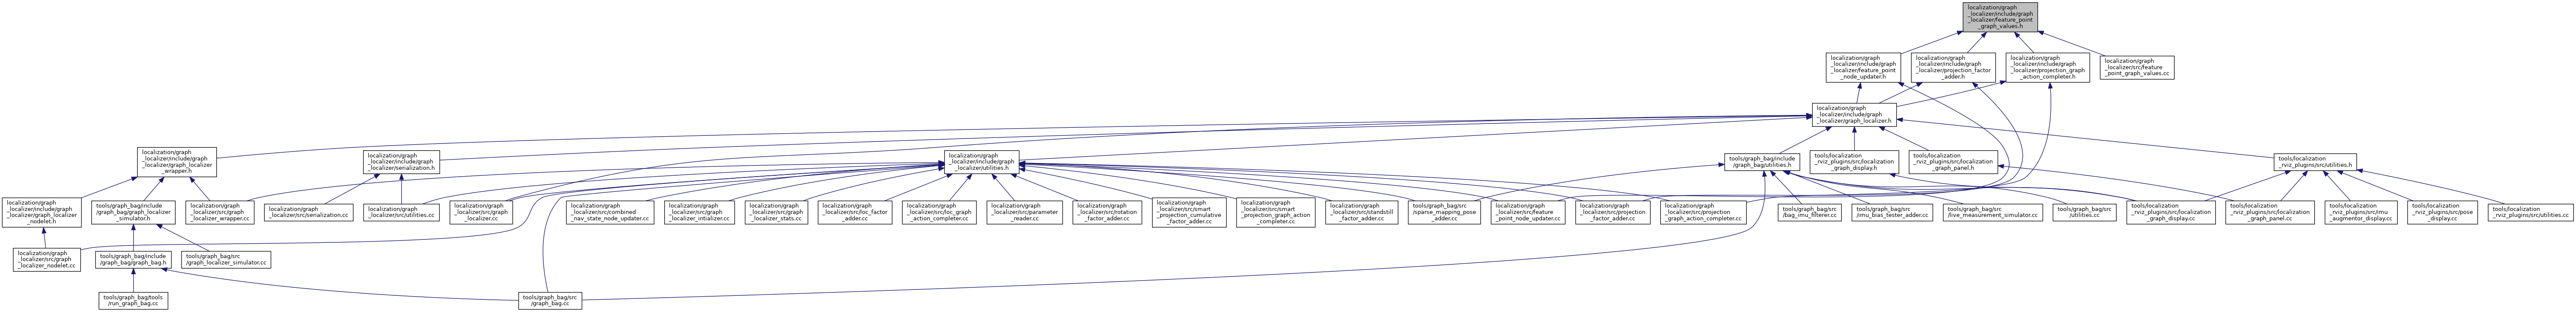 localization/graph
_localizer/include/graph
_localizer/feature_point
_graph_values.h
localization/graph
_localizer/include/graph
_localizer/feature_point
_node_updater.h
localization/graph
_localizer/include/graph
_localizer/projection_factor
_adder.h
localization/graph
_localizer/include/graph
_localizer/projection_graph
_action_completer.h
localization/graph
_localizer/src/feature
_point_graph_values.cc
localization/graph
_localizer/include/graph
_localizer/graph_localizer.h
localization/graph
_localizer/include/graph
_localizer/graph_localizer
_wrapper.h
localization/graph
_localizer/include/graph
_localizer/serialization.h
localization/graph
_localizer/include/graph
_localizer/utilities.h
tools/graph_bag/include
/graph_bag/utilities.h
tools/localization
_rviz_plugins/src/localization
_graph_display.h
tools/localization
_rviz_plugins/src/localization
_graph_panel.h
tools/localization
_rviz_plugins/src/utilities.h
localization/graph
_localizer/include/graph
_localizer/graph_localizer
_nodelet.h
tools/graph_bag/include
/graph_bag/graph_localizer
_simulator.h
localization/graph
_localizer/src/graph
_localizer_wrapper.cc
localization/graph
_localizer/src/serialization.cc
localization/graph
_localizer/src/utilities.cc
localization/graph
_localizer/src/graph
_localizer.cc
localization/graph
_localizer/src/combined
_nav_state_node_updater.cc
localization/graph
_localizer/src/graph
_localizer_initializer.cc
localization/graph
_localizer/src/graph
_localizer_stats.cc
localization/graph
_localizer/src/loc_factor
_adder.cc
localization/graph
_localizer/src/loc_graph
_action_completer.cc
localization/graph
_localizer/src/parameter
_reader.cc
localization/graph
_localizer/src/rotation
_factor_adder.cc
localization/graph
_localizer/src/smart
_projection_cumulative
_factor_adder.cc
localization/graph
_localizer/src/smart
_projection_graph_action
_completer.cc
localization/graph
_localizer/src/standstill
_factor_adder.cc
tools/graph_bag/src
/sparse_mapping_pose
_adder.cc
localization/graph
_localizer/src/feature
_point_node_updater.cc
localization/graph
_localizer/src/projection
_factor_adder.cc
localization/graph
_localizer/src/projection
_graph_action_completer.cc
tools/graph_bag/src
/bag_imu_filterer.cc
tools/graph_bag/src
/imu_bias_tester_adder.cc
tools/graph_bag/src
/live_measurement_simulator.cc
tools/graph_bag/src
/utilities.cc
tools/localization
_rviz_plugins/src/localization
_graph_display.cc
tools/localization
_rviz_plugins/src/localization
_graph_panel.cc
tools/localization
_rviz_plugins/src/imu
_augmentor_display.cc
tools/localization
_rviz_plugins/src/pose
_display.cc
tools/localization
_rviz_plugins/src/utilities.cc
localization/graph
_localizer/src/graph
_localizer_nodelet.cc
tools/graph_bag/include
/graph_bag/graph_bag.h
tools/graph_bag/src
/graph_localizer_simulator.cc
tools/graph_bag/tools
/run_graph_bag.cc
tools/graph_bag/src
/graph_bag.cc